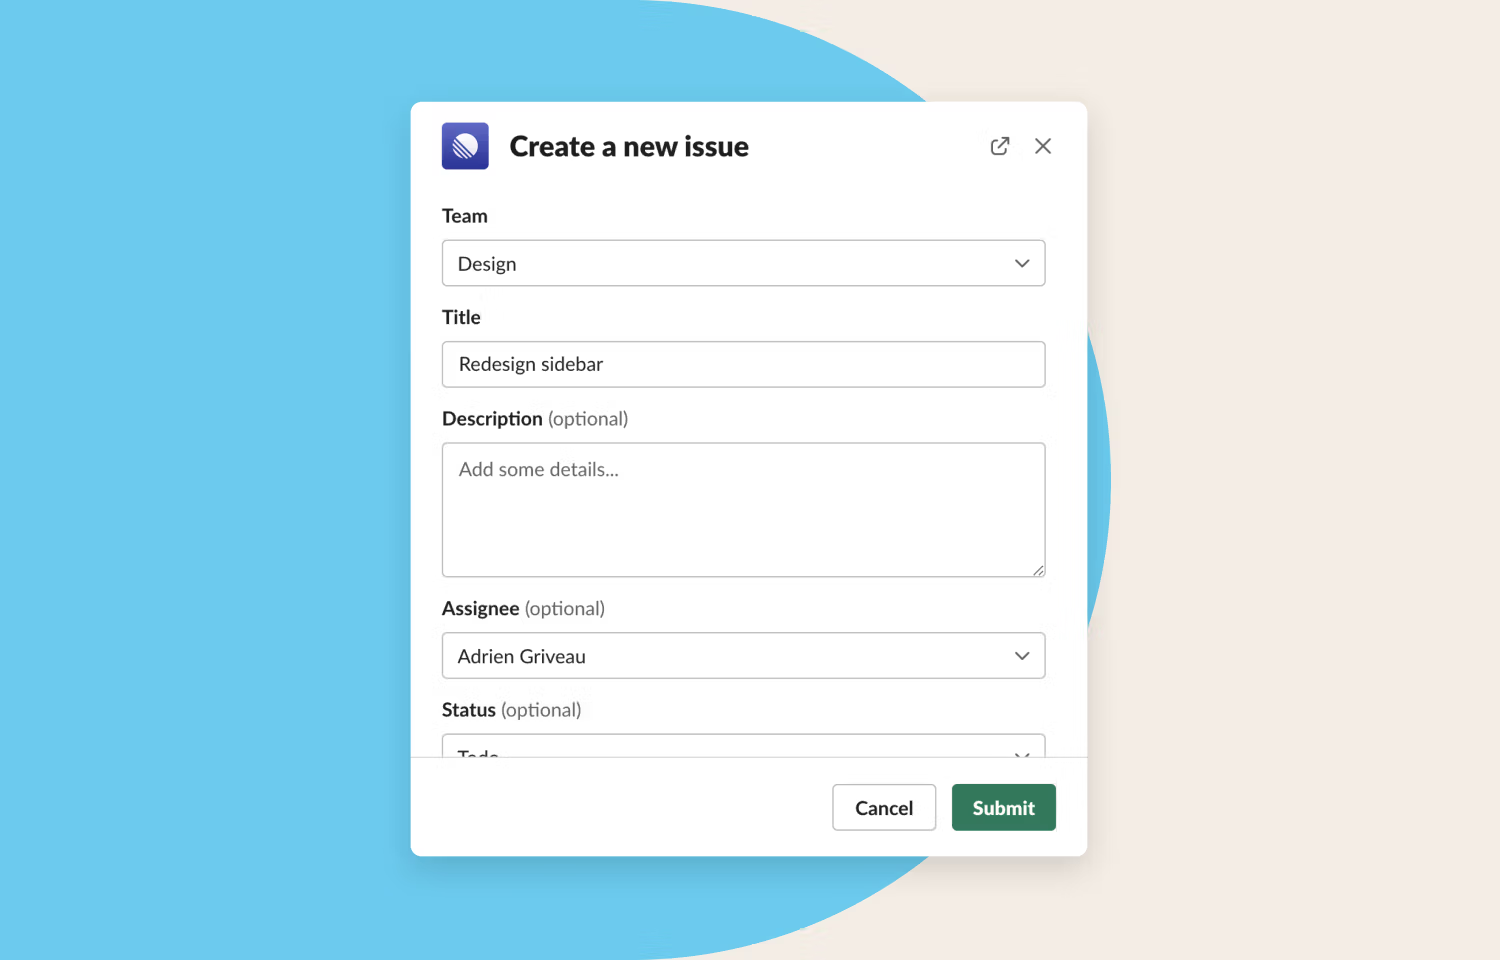 Create a new issue
Team
Design
Title
Redesign sidebar
Description (optional)
Add some details...
Assignee (optional)
Adrien Griveau
Status (optional)
Todo
Cancel
Submit